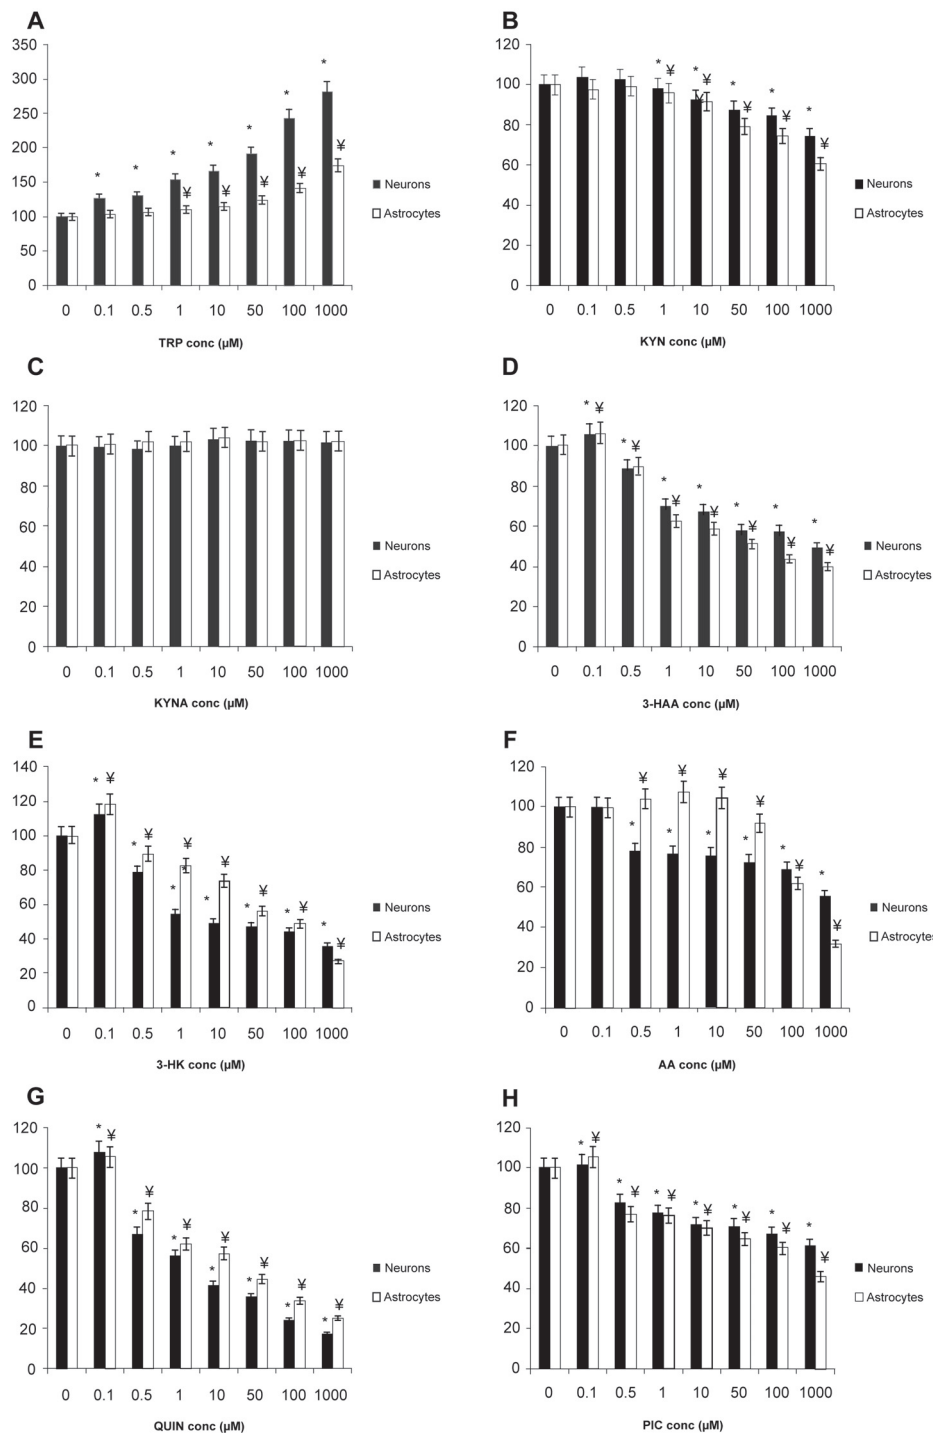 A
350
300
250
200
150
100
50
0
* * * * * * *
¥ ¥ ¥ ¥ ¥
0 0.1 0.5 1 10 50 100 1000
TRP conc (µM)
Neurons
Astrocytes
B
120
100
80
60
40
20
0
* * * * *
¥ ¥ ¥ ¥ ¥
0 0.1 0.5 1 10 50 100 1000
KYN conc (µM)
Neurons
Astrocytes
C
120
100
80
60
40
20
0
0 0.1 0.5 1 10 50 100 1000
KYNA conc (µM)
Neurons
Astrocytes
D
120
100
80
60
40
20
0
* * * * * * *
¥ ¥ ¥ ¥ ¥ ¥ ¥
0 0.1 0.5 1 10 50 100 1000
3-HAA conc (µM)
Neurons
Astrocytes
E
140
120
100
80
60
40
20
0
* * * * * * *
¥ ¥ ¥ ¥ ¥ ¥ ¥
0 0.1 0.5 1 10 50 100 1000
3-HK conc (µM)
Neurons
Astrocytes
F
120
100
80
60
40
20
0
* * * * * *
¥ ¥ ¥ ¥ ¥ ¥
0 0.1 0.5 1 10 50 100 1000
AA conc (µM)
Neurons
Astrocytes
G
120
100
80
60
40
20
0
* * * * * * *
¥ ¥ ¥ ¥ ¥ ¥ ¥
0 0.1 0.5 1 10 50 100 1000
QUIN conc (µM)
Neurons
Astrocytes
H
120
100
80
60
40
20
0
* * * * * * *
¥ ¥ ¥ ¥ ¥ ¥ ¥
0 0.1 0.5 1 10 50 100 1000
PIC conc (µM)
Neurons
Astrocytes